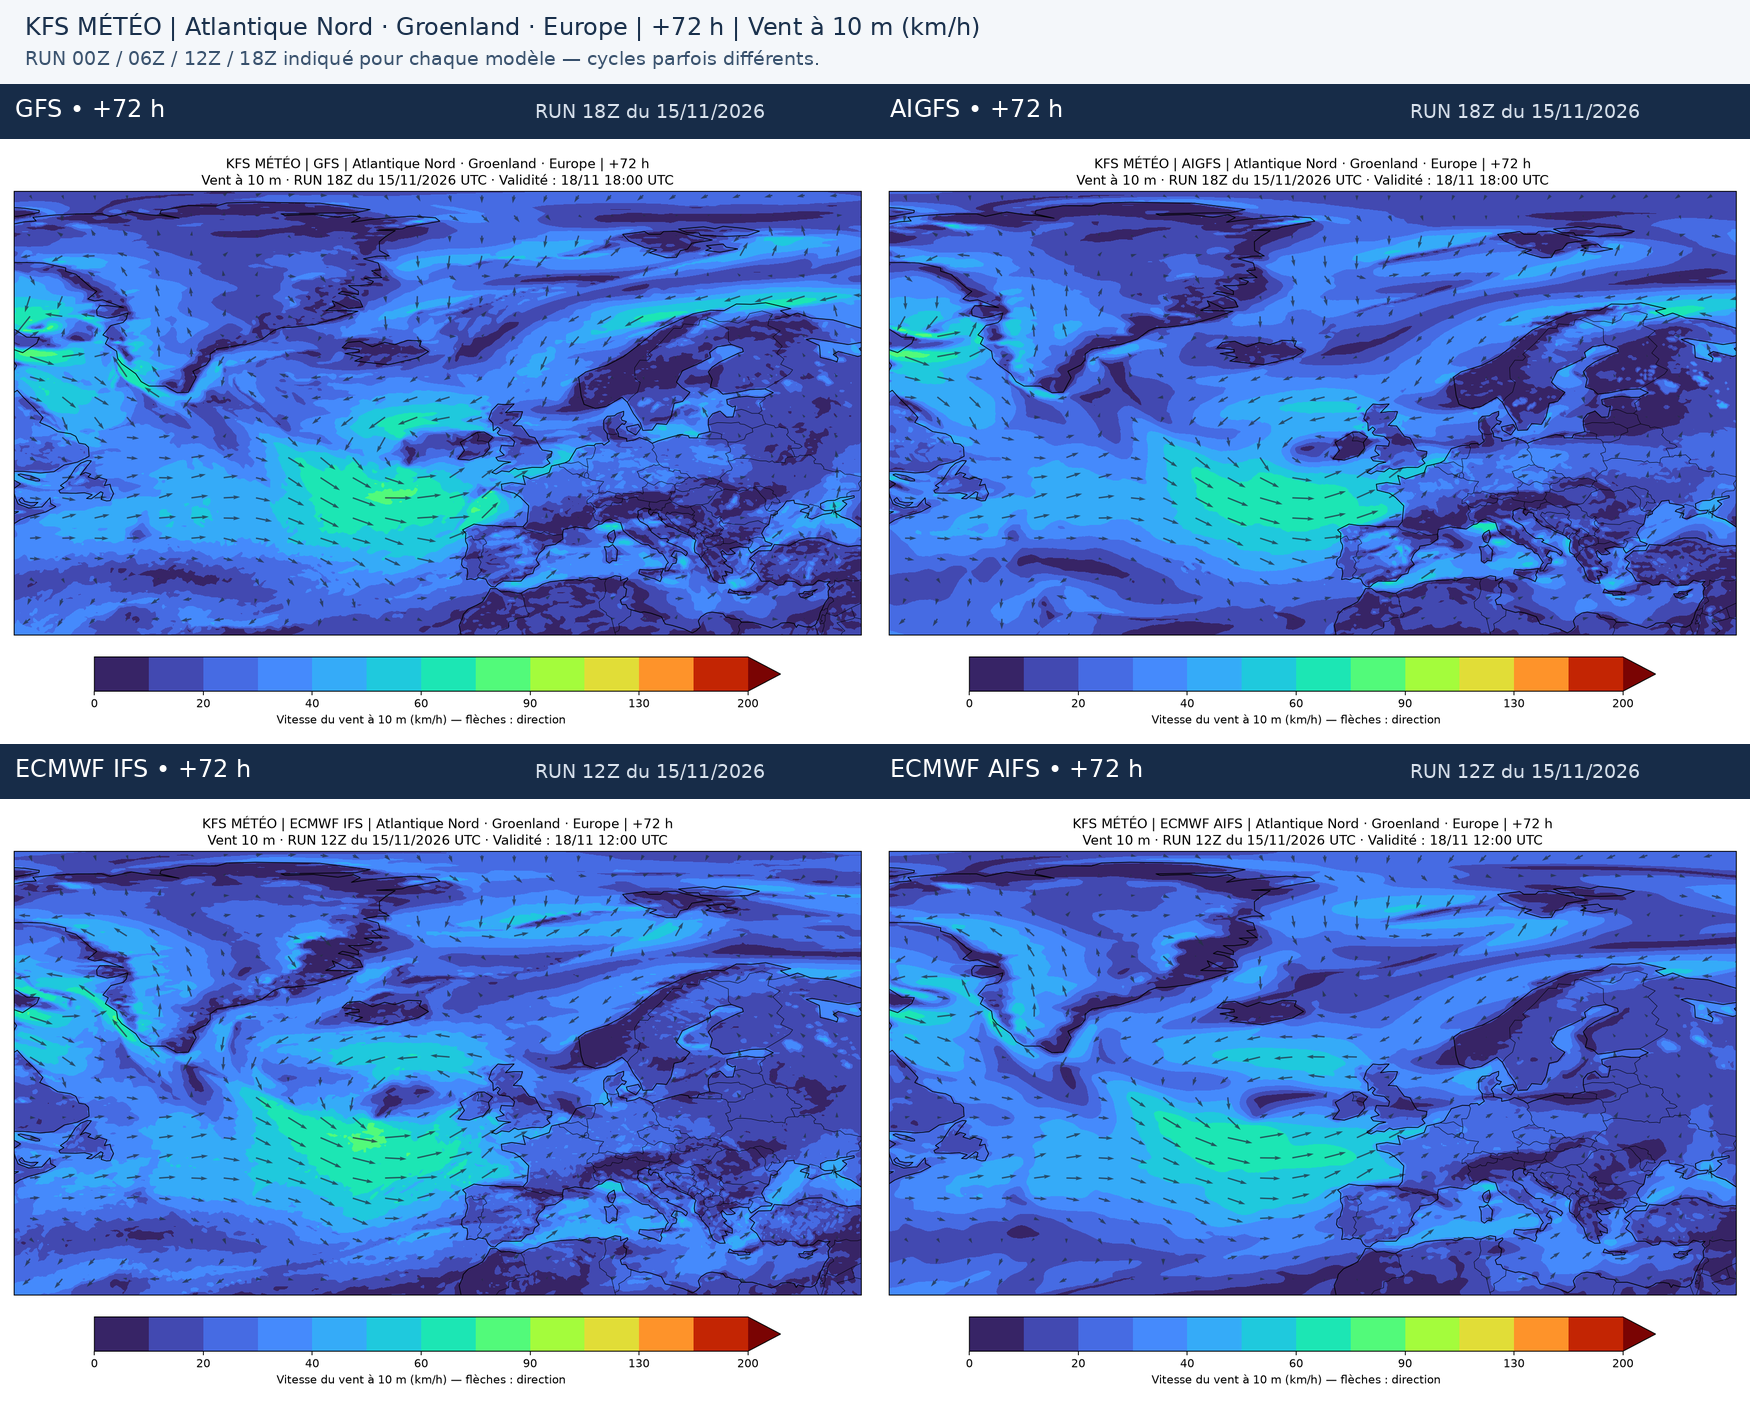 KFS MÉTÉO | Atlantique Nord · Groenland · Europe | +72 h | Vent à 10 m (km/h)
RUN 00Z / 06Z / 12Z / 18Z indiqué pour chaque modèle — cycles parfois différents.
GFS • +72 h
RUN 18Z du 15/11/2026
KFS MÉTÉO | GFS | Atlantique Nord · Groenland · Europe | +72 h
Vent à 10 m · RUN 18Z du 15/11/2026 UTC · Validité : 18/11 18:00 UTC
0 20 40 60 90 130 200
Vitesse du vent à 10 m (km/h) — flèches : direction
AIGFS • +72 h
RUN 18Z du 15/11/2026
KFS MÉTÉO | AIGFS | Atlantique Nord · Groenland · Europe | +72 h
Vent à 10 m · RUN 18Z du 15/11/2026 UTC · Validité : 18/11 18:00 UTC
0 20 40 60 90 130 200
Vitesse du vent à 10 m (km/h) — flèches : direction
ECMWF IFS • +72 h
RUN 12Z du 15/11/2026
KFS MÉTÉO | ECMWF IFS | Atlantique Nord · Groenland · Europe | +72 h
Vent 10 m · RUN 12Z du 15/11/2026 UTC · Validité : 18/11 12:00 UTC
0 20 40 60 90 130 200
Vitesse du vent à 10 m (km/h) — flèches : direction
ECMWF AIFS • +72 h
RUN 12Z du 15/11/2026
KFS MÉTÉO | ECMWF AIFS | Atlantique Nord · Groenland · Europe | +72 h
Vent 10 m · RUN 12Z du 15/11/2026 UTC · Validité : 18/11 12:00 UTC
0 20 40 60 90 130 200
Vitesse du vent à 10 m (km/h) — flèches : direction